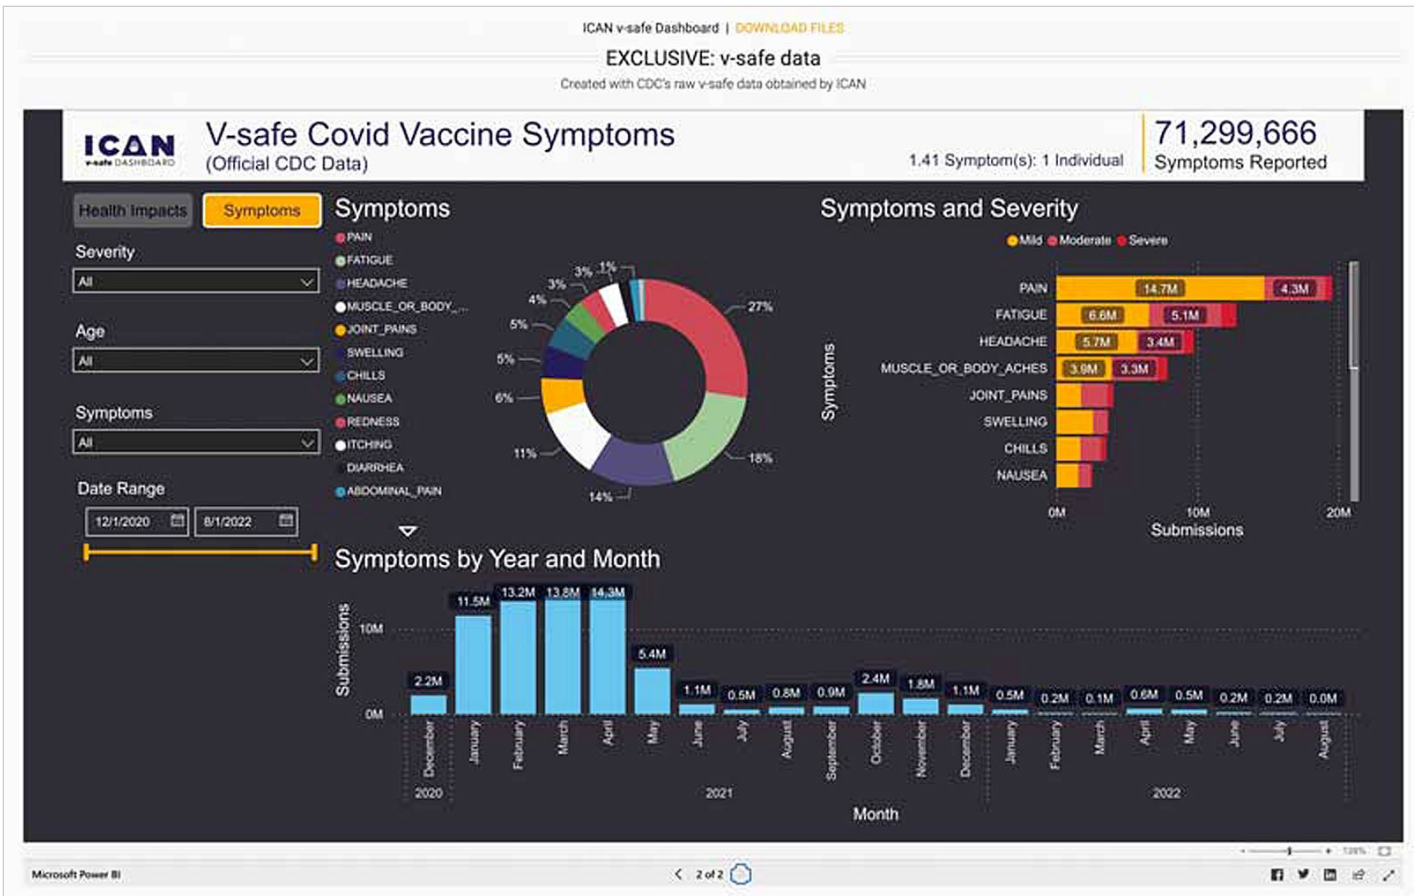 ICAN v-safe Dashboard | DOWNLOAD FILES
EXCLUSIVE: v-safe data
Created with CDC's raw v-safe data obtained by ICAN
ICAN
v-safe DASHBOARD
V-safe Covid Vaccine Symptoms
(Official CDC Data)
1.41 Symptom(s): 1 Individual
71,299,666
Symptoms Reported
Health Impacts
Symptoms
Severity
All
Age
All
Symptoms
All
Date Range
12/1/2020
8/1/2022
Symptoms
PAIN
FATIGUE
HEADACHE
MUSCLE_OR_BODY_...
JOINT_PAINS
SWELLING
CHILLS
NAUSEA
REDNESS
ITCHING
DIARRHEA
ABDOMINAL_PAIN
27%
18%
14%
11%
6%
5%
5%
4%
3%
3%
1%
Symptoms and Severity
Mild Moderate Severe
Symptoms
PAIN 14.7M 4.3M
FATIGUE 6.6M 5.1M
HEADACHE 5.7M 3.4M
MUSCLE_OR_BODY_ACHES 3.9M 3.3M
JOINT_PAINS
SWELLING
CHILLS
NAUSEA
0M 10M 20M
Submissions
Symptoms by Year and Month
Submissions
10M
0M
2.2M 11.5M 13.2M 13.8M 14.3M 5.4M 1.1M 0.5M 0.8M 0.9M 2.4M 1.8M 1.1M 0.5M 0.2M 0.1M 0.6M 0.5M 0.2M 0.2M 0.0M
December January February March April May June July August September October November December January February March April May June July August
2020 2021 2022
Month
Microsoft Power BI
2 of 2